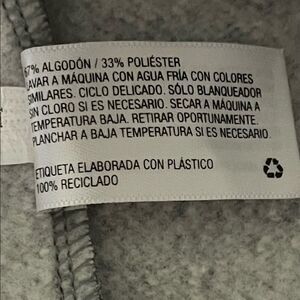 67% ALGODÓN / 33% POLIÉSTER
LAVAR A MÁQUINA CON AGUA FRÍA CON COLORES
SIMILARES. CICLO DELICADO. SÓLO BLANQUEADOR
SIN CLORO SI ES NECESARIO. SECAR A MÁQUINA A
TEMPERATURA BAJA. RETIRAR OPORTUNAMENTE.
PLANCHAR A BAJA TEMPERATURA SI ES NECESARIO.
ETIQUETA ELABORADA CON PLÁSTICO
100% RECICLADO